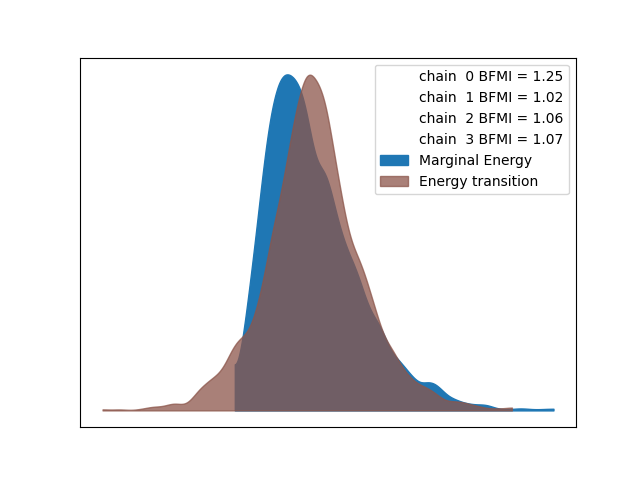 chain  0 BFMI = 1.25
chain  1 BFMI = 1.02
chain  2 BFMI = 1.06
chain  3 BFMI = 1.07
Marginal Energy
Energy transition